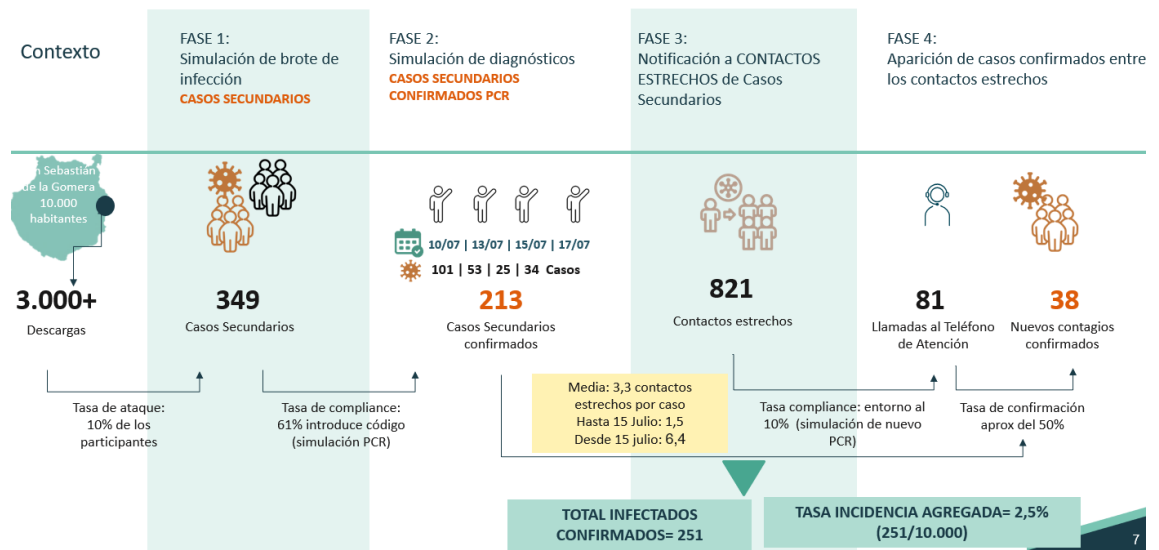 Contexto
FASE 1:
Simulación de brote de
infección
CASOS SECUNDARIOS
FASE 2:
Simulación de diagnósticos
CASOS SECUNDARIOS
CONFIRMADOS PCR
FASE 3:
Notificación a CONTACTOS
ESTRECHOS de Casos
Secundarios
FASE 4:
Aparición de casos confirmados entre
los contactos estrechos
n Sebastián
de la Gomera
10.000
habitantes
3.000+
Descargas
349
Casos Secundarios
10/07 | 13/07 | 15/07 | 17/07
101 | 53 | 25 | 34 Casos
213
Casos Secundarios
confirmados
821
Contactos estrechos
81
Llamadas al Teléfono
de Atención
38
Nuevos contagios
confirmados
Tasa de ataque:
10% de los
participantes
Tasa de compliance:
61% introduce código
(simulación PCR)
Media: 3,3 contactos
estrechos por caso
Hasta 15 Julio: 1,5
Desde 15 julio: 6,4
Tasa compliance: entorno al
10% (simulación de nuevo
PCR)
Tasa de confirmación
aprox del 50%
TOTAL INFECTADOS
CONFIRMADOS= 251
TASA INCIDENCIA AGREGADA= 2,5%
(251/10.000)
7